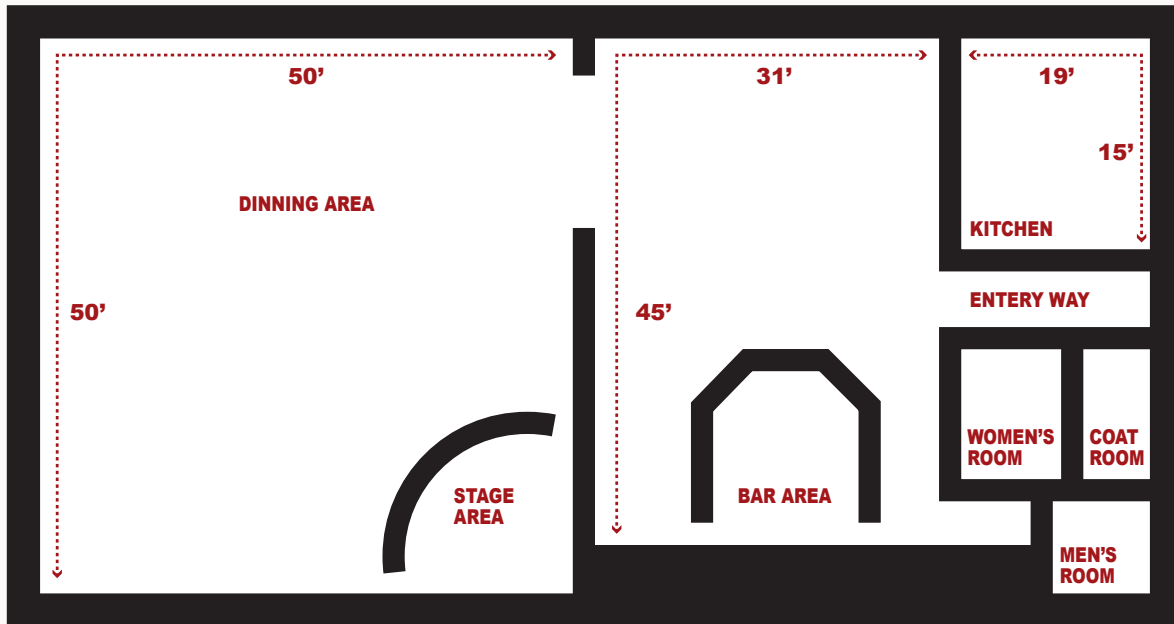 50’
31’
19’
15’
DINNING AREA
KITCHEN
50’
45’
ENTERY WAY
WOMEN’S
ROOM
COAT
ROOM
STAGE
AREA
BAR AREA
MEN’S
ROOM